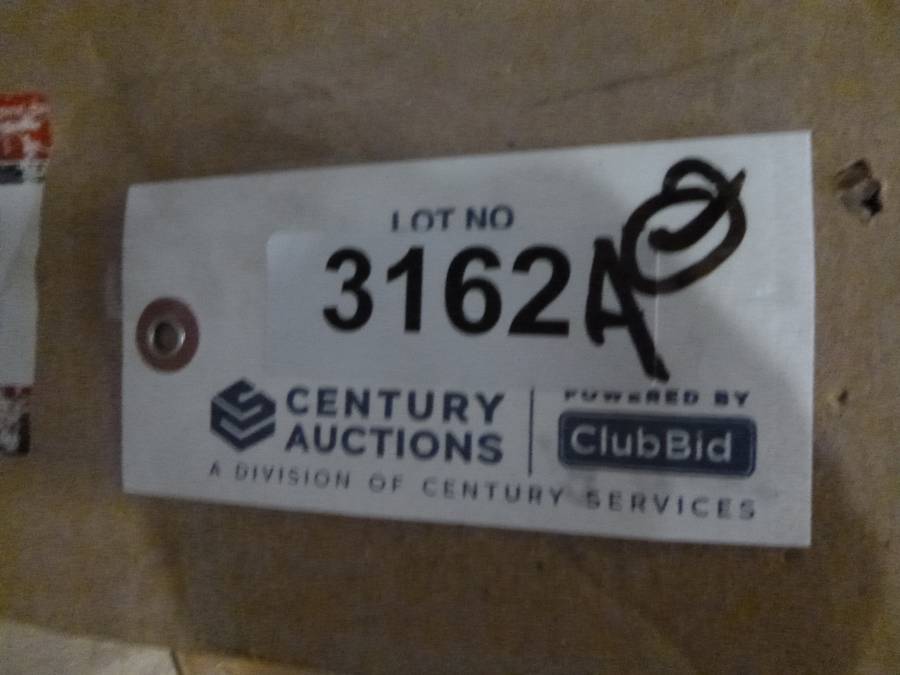 LOT NO
3162A
CENTURY
AUCTIONS
A DIVISION OF CENTURY SERVICES
POWERED BY
ClubBid